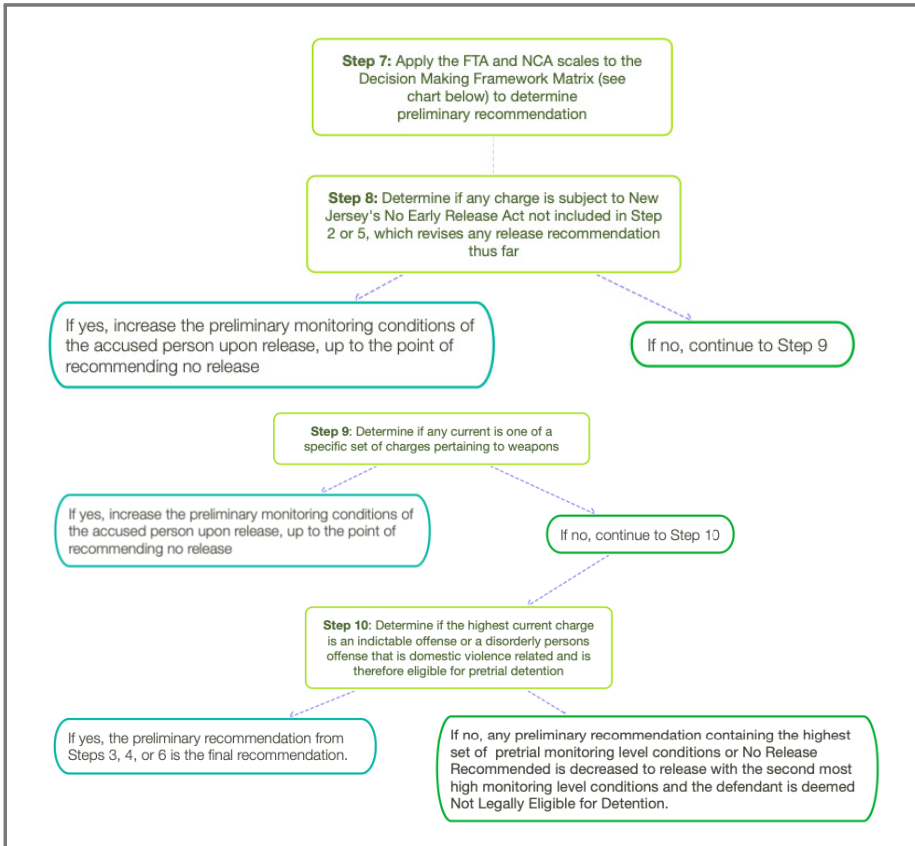 Step 7: Apply the FTA and NCA scales to the
Decision Making Framework Matrix (see
chart below) to determine
preliminary recommendation
Step 8: Determine if any charge is subject to New
Jersey's No Early Release Act not included in Step
2 or 5, which revises any release recommendation
thus far
If yes, increase the preliminary monitoring conditions of
the accused person upon release, up to the point of
recommending no release
If no, continue to Step 9
Step 9: Determine if any current is one of a
specific set of charges pertaining to weapons
If yes, increase the preliminary monitoring conditions of
the accused person upon release, up to the point of
recommending no release
If no, continue to Step 10
Step 10: Determine if the highest current charge
is an indictable offense or a disorderly persons
offense that is domestic violence related and is
therefore eligible for pretrial detention
If yes, the preliminary recommendation from
Steps 3, 4, or 6 is the final recommendation.
If no, any preliminary recommendation containing the highest
set of pretrial monitoring level conditions or No Release
Recommended is decreased to release with the second most
high monitoring level conditions and the defendant is deemed
Not Legally Eligible for Detention.